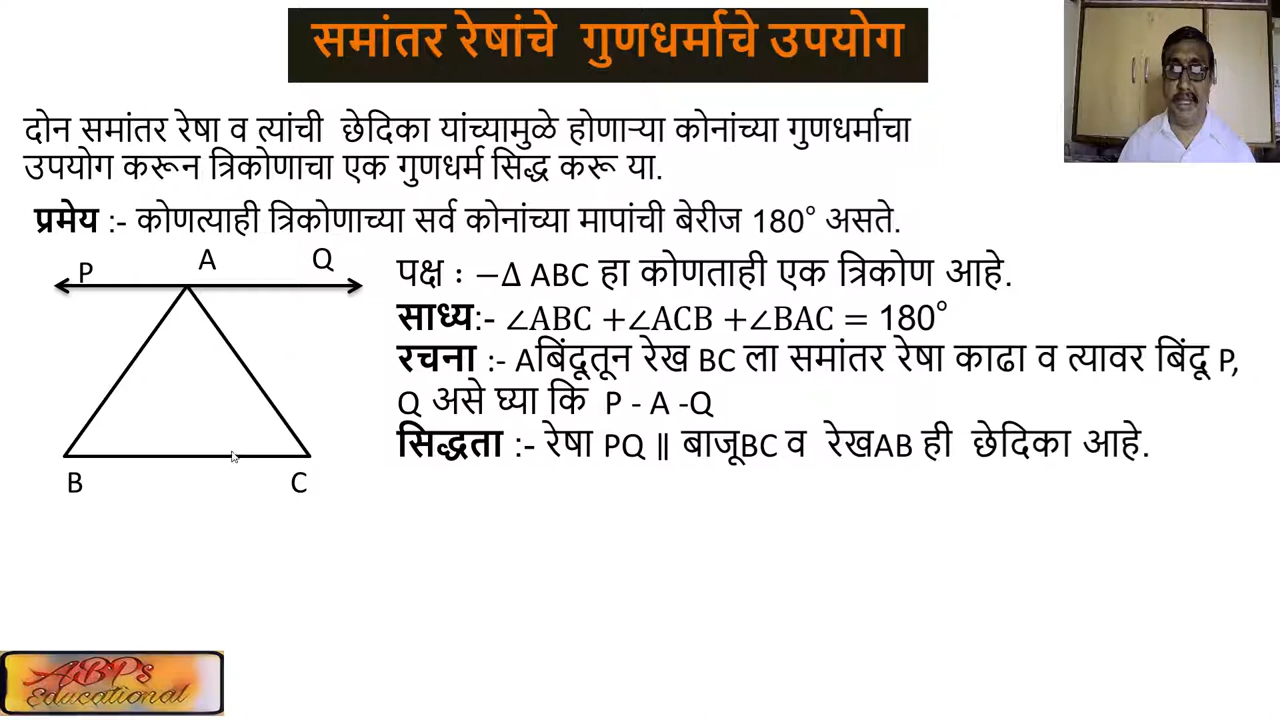 समांतर रेषांचे गुणधर्माचे उपयोग
दोन समांतर रेषा व त्यांची छेदिका यांच्यामुळे होणाऱ्या कोनांच्या गुणधर्माचा
उपयोग करून त्रिकोणाचा एक गुणधर्म सिद्ध करू या.
प्रमेय :- कोणत्याही त्रिकोणाच्या सर्व कोनांच्या मापांची बेरीज 180° असते.
P A Q
B C
पक्ष : −Δ ABC हा कोणताही एक त्रिकोण आहे.
साध्य:- ∠ABC +∠ACB +∠BAC = 180°
रचना :- Aबिंदूतून रेख BC ला समांतर रेषा काढा व त्यावर बिंदू P,
Q असे घ्या कि P - A -Q
सिद्धता :- रेषा PQ ∥ बाजूBC व रेखAB ही छेदिका आहे.
ABPs
Educational